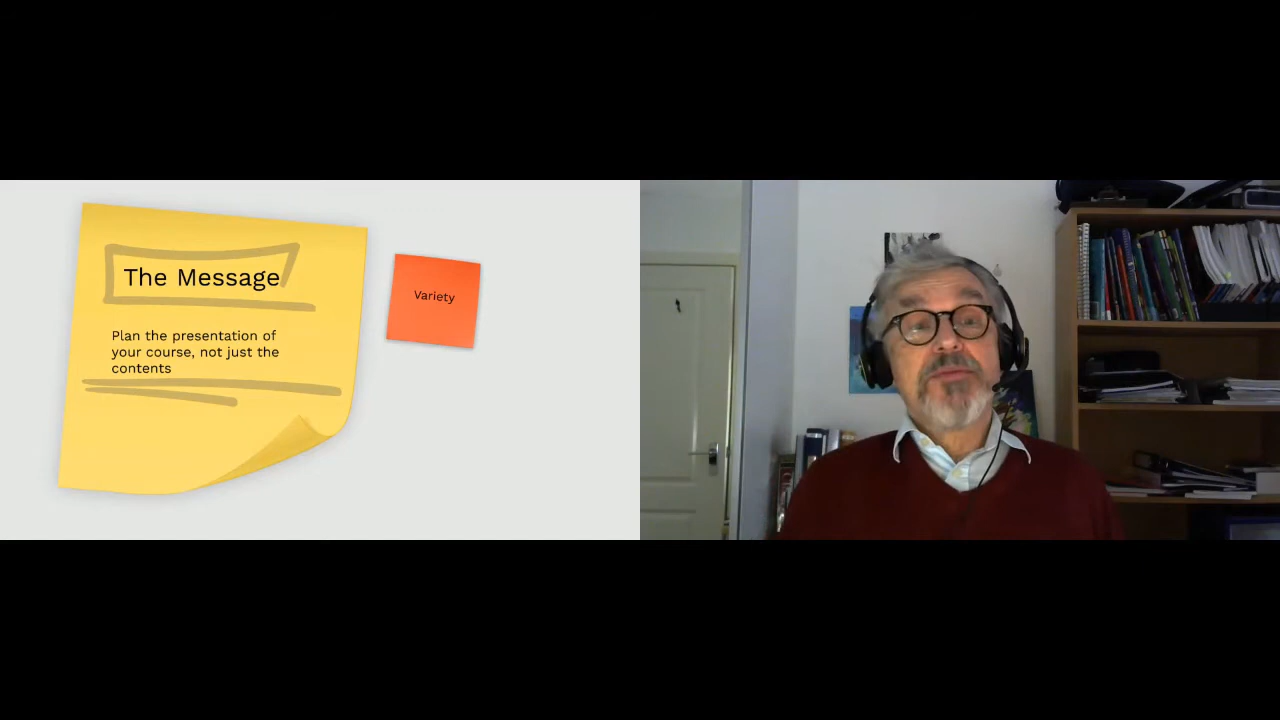 The Message
Plan the presentation of
your course, not just the
contents
Variety